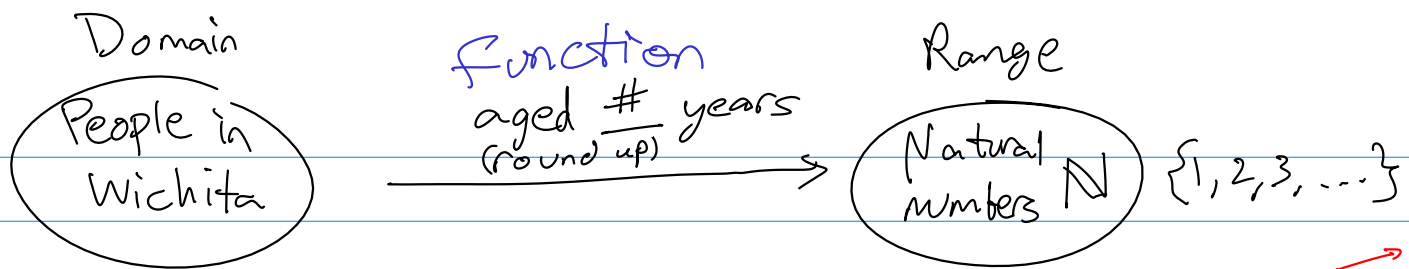 Domain
function
Range
People in
Wichita
aged # years
(round up)
Natural
numbers ℕ
{1, 2, 3, ....}